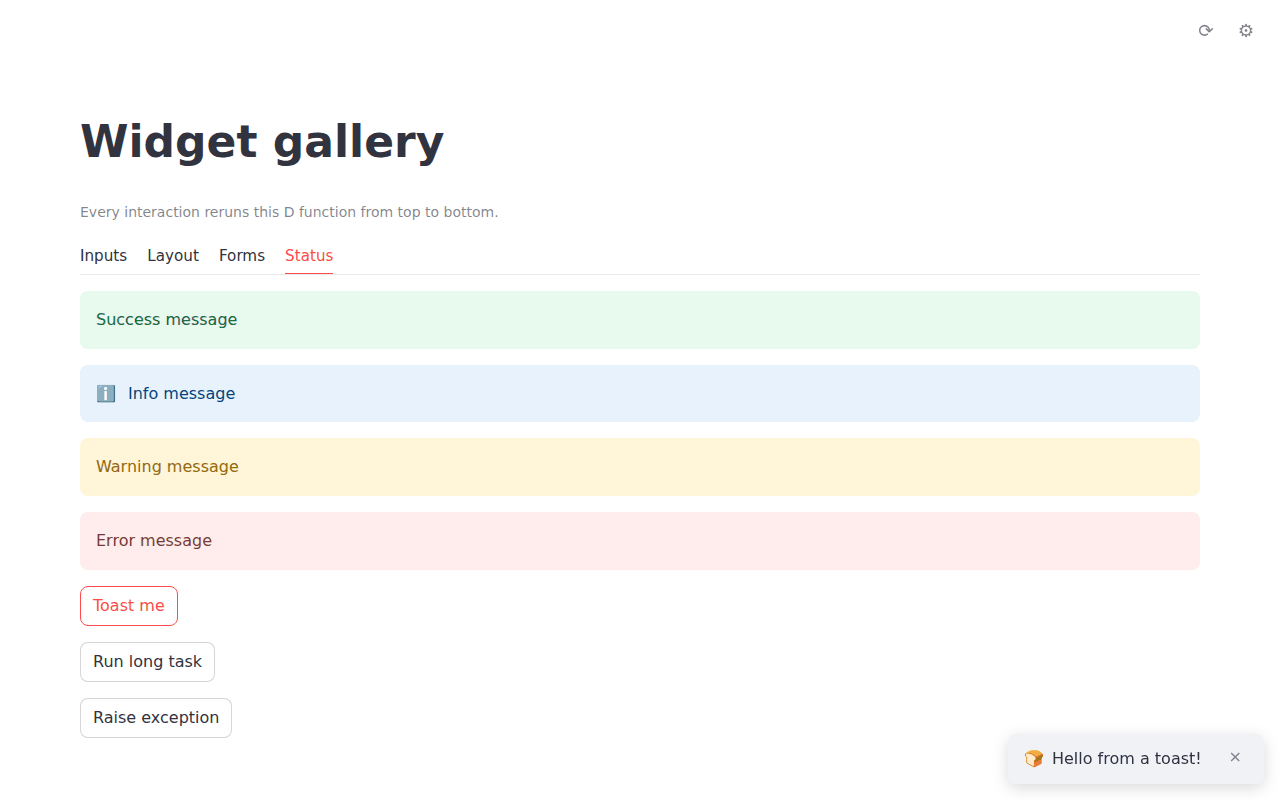 Widget gallery
Every interaction reruns this D function from top to bottom.
Inputs Layout Forms Status
Success message
ℹ️ Info message
Warning message
Error message
Toast me
Run long task
Raise exception
🍞 Hello from a toast! ×